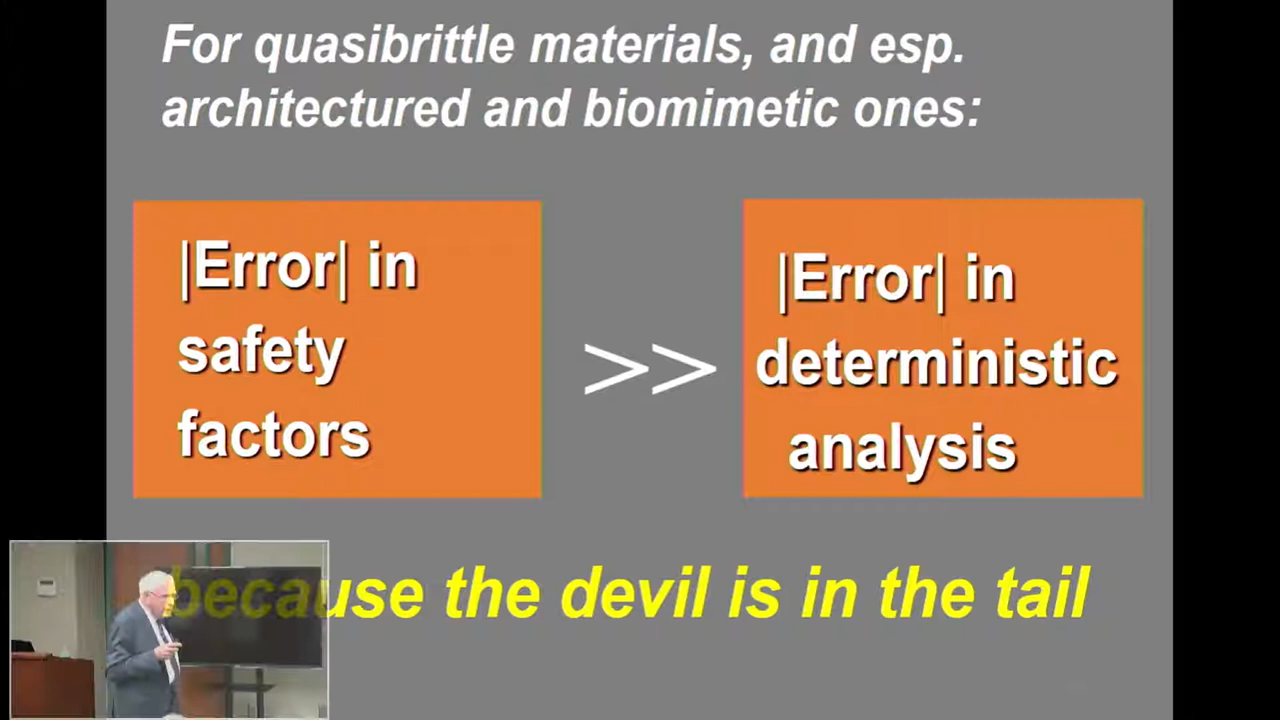 For quasibrittle materials, and esp.
architectured and biomimetic ones:
|Error| in
safety
factors
>>
|Error| in
deterministic
analysis
because the devil is in the tail